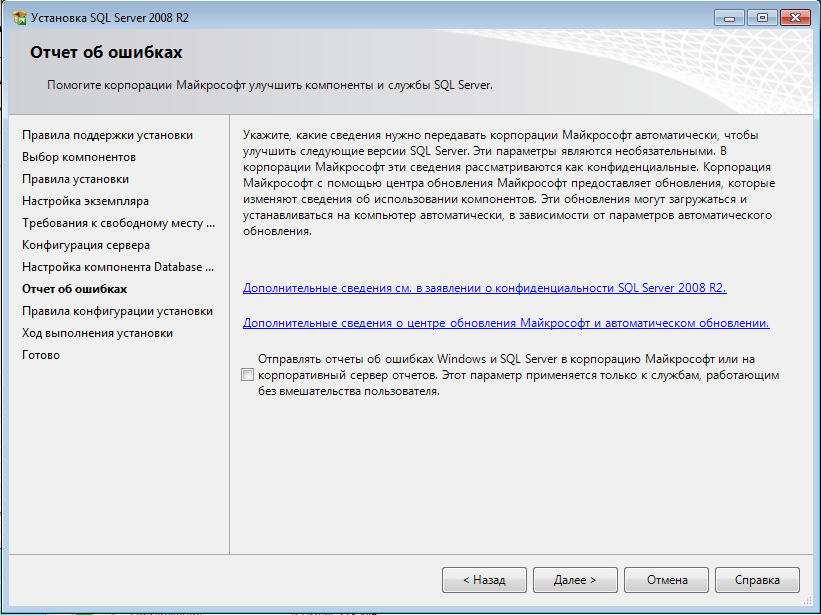 Установка SQL Server 2008 R2
Отчет об ошибках
Помогите корпорации Майкрософт улучшить компоненты и службы SQL Server.
Правила поддержки установки
Выбор компонентов
Правила установки
Настройка экземпляра
Требования к свободному месту ...
Конфигурация сервера
Настройка компонента Database ...
Отчет об ошибках
Правила конфигурации установки
Ход выполнения установки
Готово
Укажите, какие сведения нужно передавать корпорации Майкрософт автоматически, чтобы
улучшить следующие версии SQL Server. Эти параметры являются необязательными. В
корпорации Майкрософт эти сведения рассматриваются как конфиденциальные. Корпорация
Майкрософт с помощью центра обновления Майкрософт предоставляет обновления, которые
изменяют сведения об использовании компонентов. Эти обновления могут загружаться и
устанавливаться на компьютер автоматически, в зависимости от параметров автоматического
обновления.
Дополнительные сведения см. в заявлении о конфиденциальности SQL Server 2008 R2.
Дополнительные сведения о центре обновления Майкрософт и автоматическом обновлении.
Отправлять отчеты об ошибках Windows и SQL Server в корпорацию Майкрософт или на
корпоративный сервер отчетов. Этот параметр применяется только к службам, работающим
без вмешательства пользователя.
< Назад
Далее >
Отмена
Справка